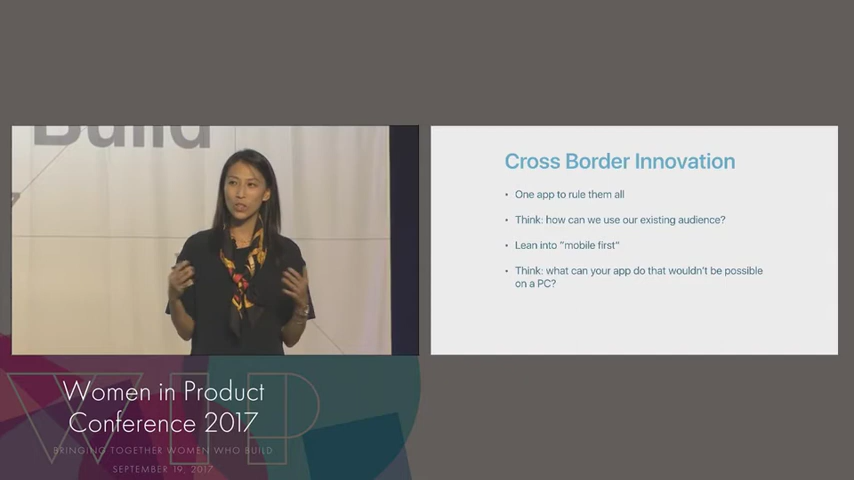 Build
Cross Border Innovation
• One app to rule them all
• Think: how can we use our existing audience?
• Lean into "mobile first"
• Think: what can your app do that wouldn't be possible
on a PC?
WIP
Women in Product
Conference 2017
BRINGING TOGETHER WOMEN WHO BUILD
SEPTEMBER 19, 2017